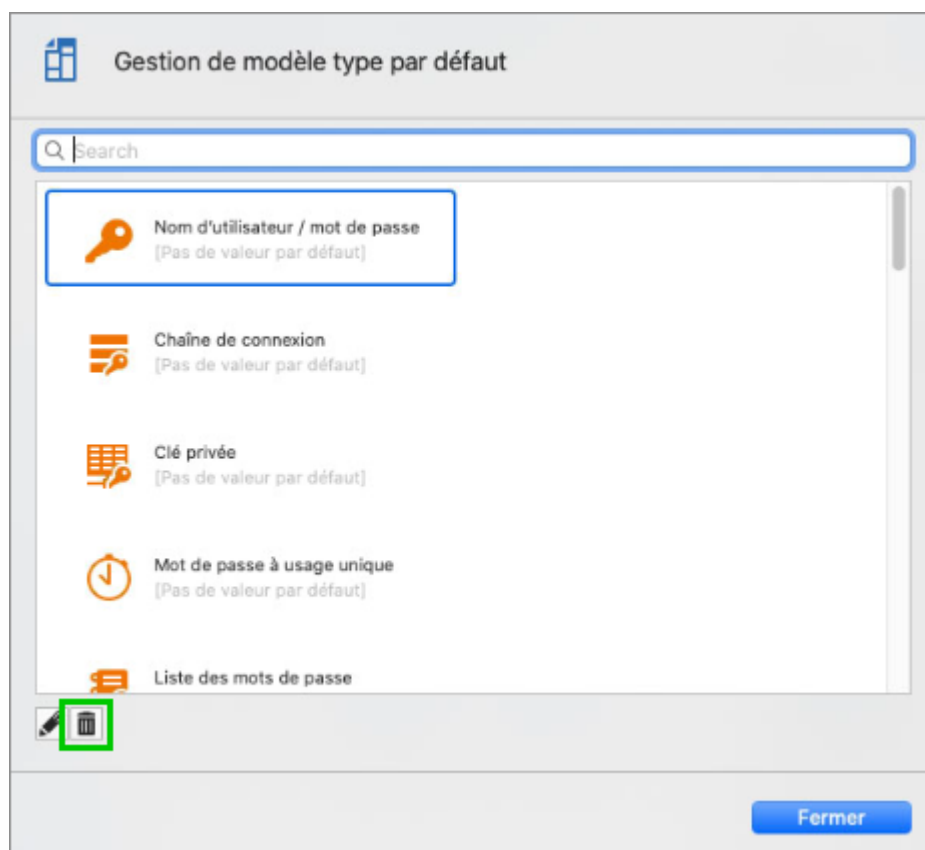 Gestion de modèle type par défaut
Search
Nom d'utilisateur / mot de passe
[Pas de valeur par défaut]
Chaîne de connexion
[Pas de valeur par défaut]
Clé privée
[Pas de valeur par défaut]
Mot de passe à usage unique
[Pas de valeur par défaut]
Liste des mots de passe
Fermer